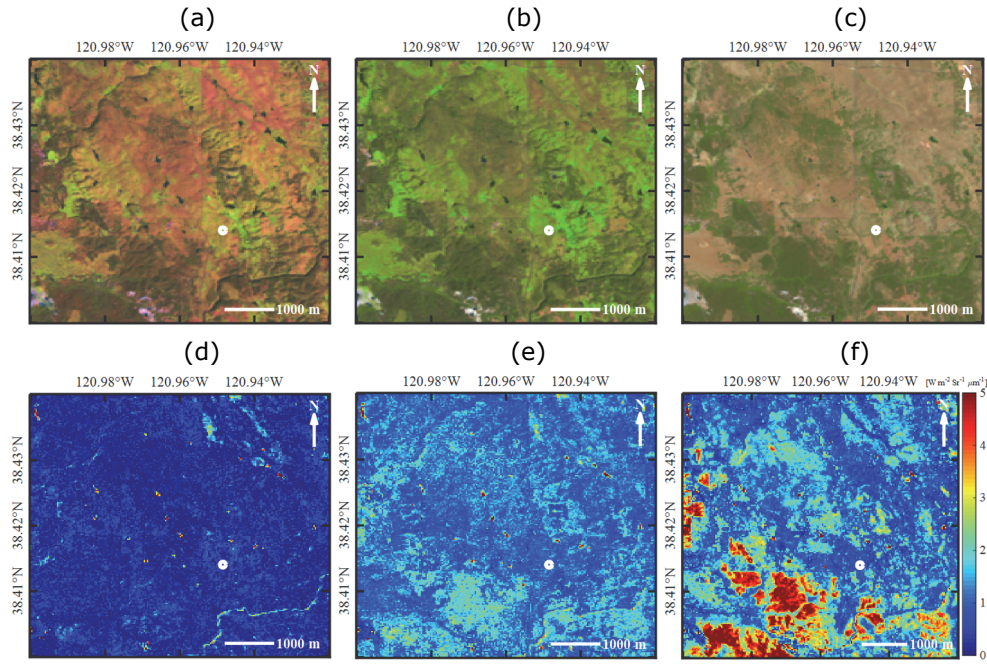 (a) (b) (c)
120.98°W 120.96°W 120.94°W 120.98°W 120.96°W 120.94°W 120.98°W 120.96°W 120.94°W
N N N
38.43°N 38.43°N 38.43°N
38.42°N 38.42°N 38.42°N
38.41°N 38.41°N 38.41°N
1000 m 1000 m 1000 m
(d) (e) (f)
120.98°W 120.96°W 120.94°W 120.98°W 120.96°W 120.94°W 120.98°W 120.96°W 120.94°W [W m-2 Sr-1 μm-1]
N N N 5
38.43°N 38.43°N 38.43°N 4
3
38.42°N 38.42°N 38.42°N 2
38.41°N 38.41°N 38.41°N 1
1000 m 1000 m 1000 m 0